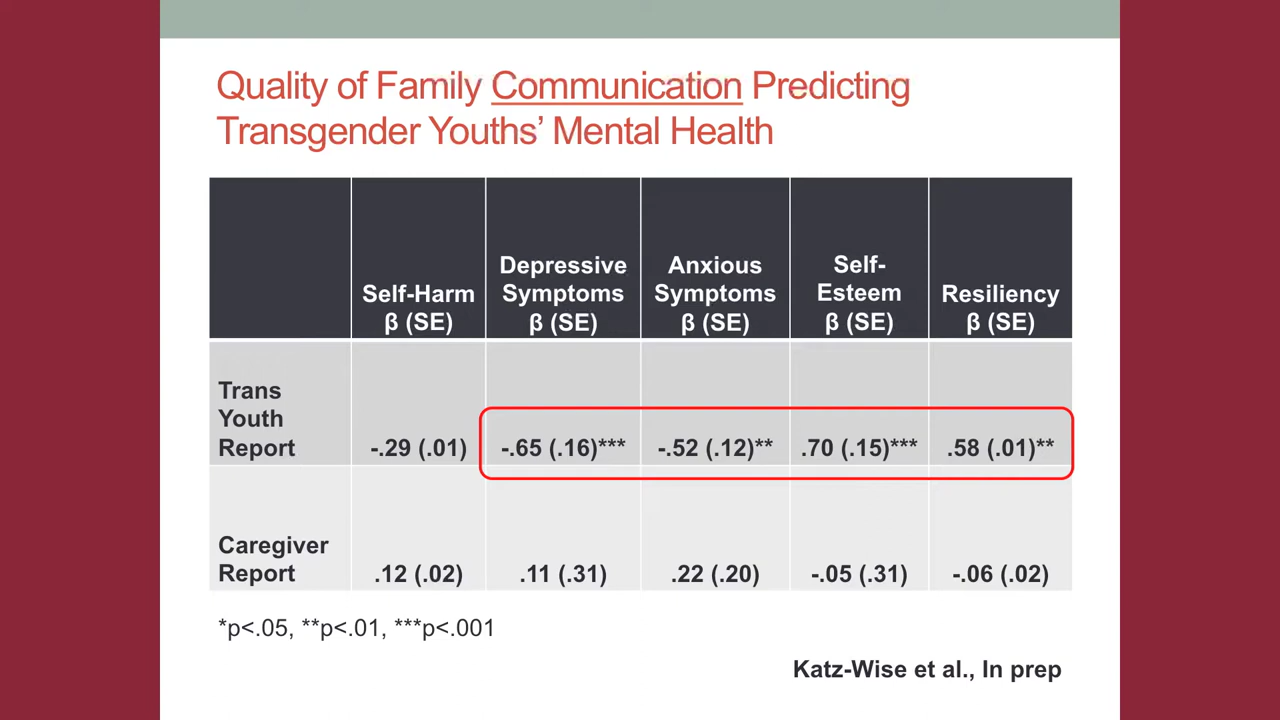 Quality of Family Communication Predicting
Transgender Youths’ Mental Health
Self-Harm
β (SE)
Depressive
Symptoms
β (SE)
Anxious
Symptoms
β (SE)
Self-
Esteem
β (SE)
Resiliency
β (SE)
Trans
Youth
Report
-.29 (.01)
-.65 (.16)***
-.52 (.12)**
.70 (.15)***
.58 (.01)**
Caregiver
Report
.12 (.02)
.11 (.31)
.22 (.20)
-.05 (.31)
-.06 (.02)
*p<.05, **p<.01, ***p<.001
Katz-Wise et al., In prep